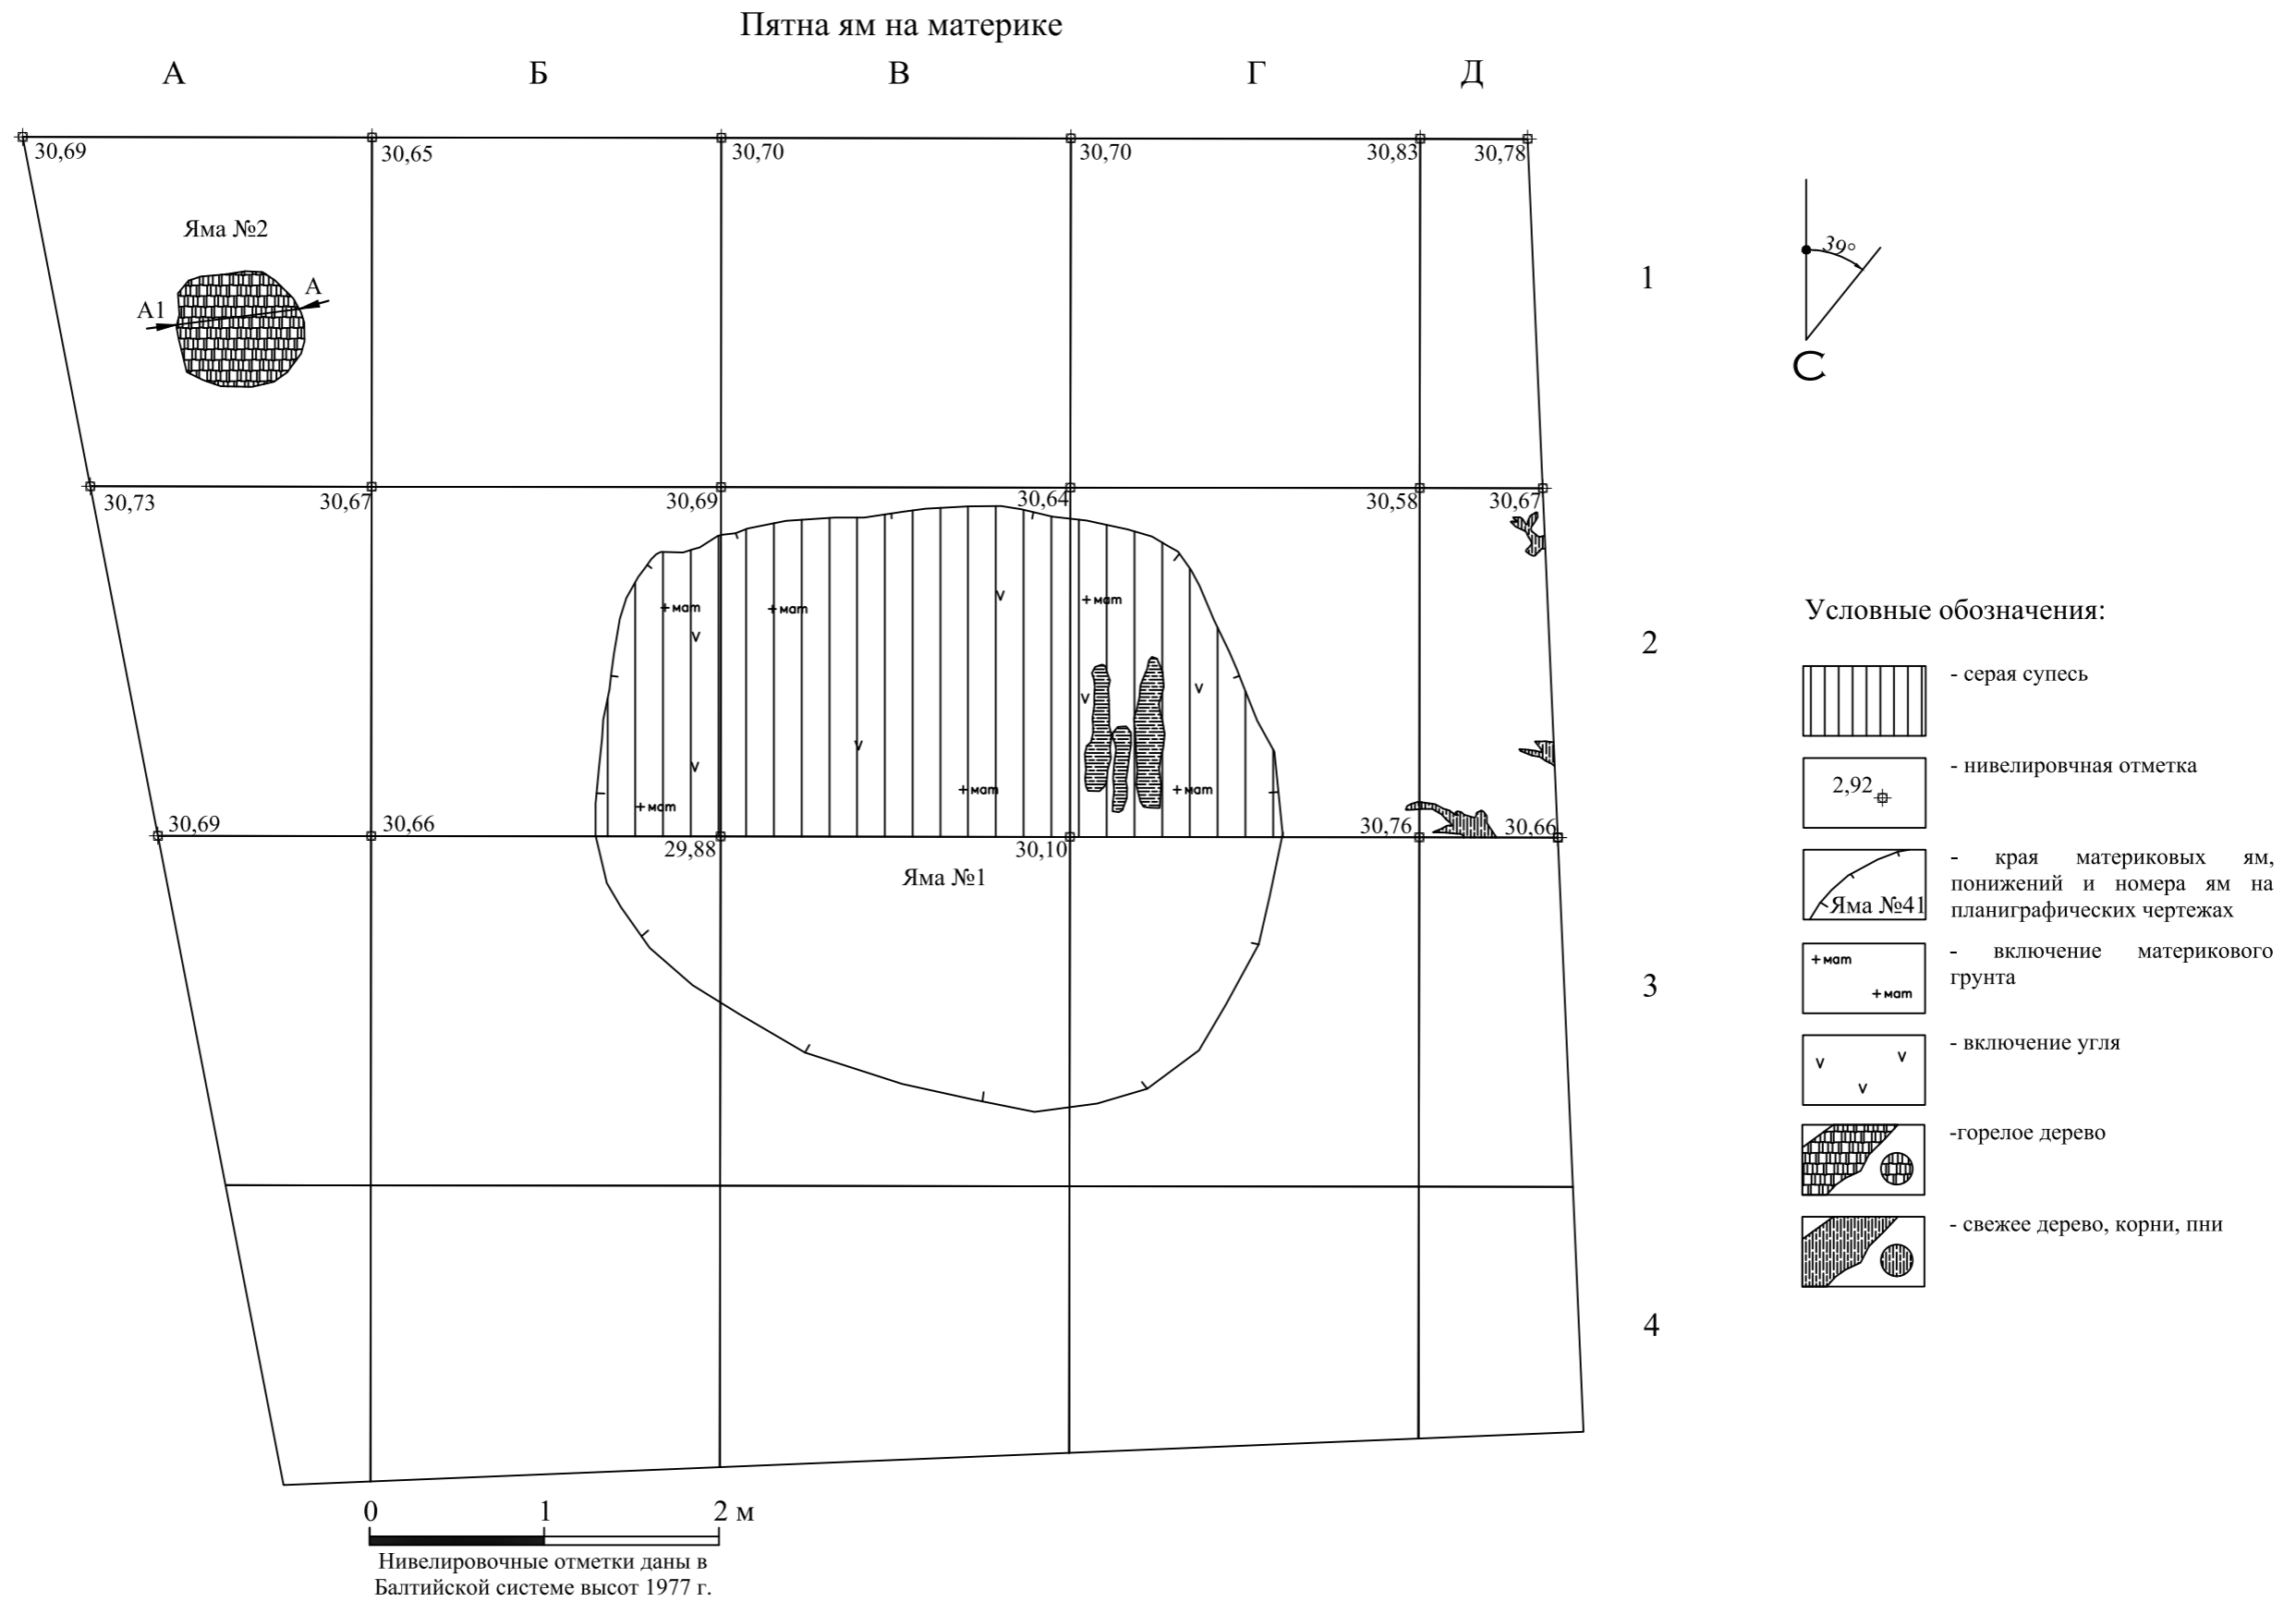 Пятна ям на материке
А Б В Г Д
30,69 30,65 30,70 30,70 30,83 30,78
Яма №2
А
А1
39°
С
1
30,73 30,67 30,69 30,64 30,58 30,67
+мат +мат +мат
v
v
v v
v
v
+мат +мат +мат
2
30,69 30,66 29,88 30,10 30,76 30,66
Яма №1
3
4
0 1 2 м
Нивелировочные отметки даны в
Балтийской системе высот 1977 г.
Условные обозначения:
- серая супесь
2,92
- нивелировчная отметка
Яма №41
- края материковых ям,
понижений и номера ям на
планиграфических чертежах
+мат
+мат
- включение материкового
грунта
v v
v
- включение угля
-горелое дерево
- свежее дерево, корни, пни